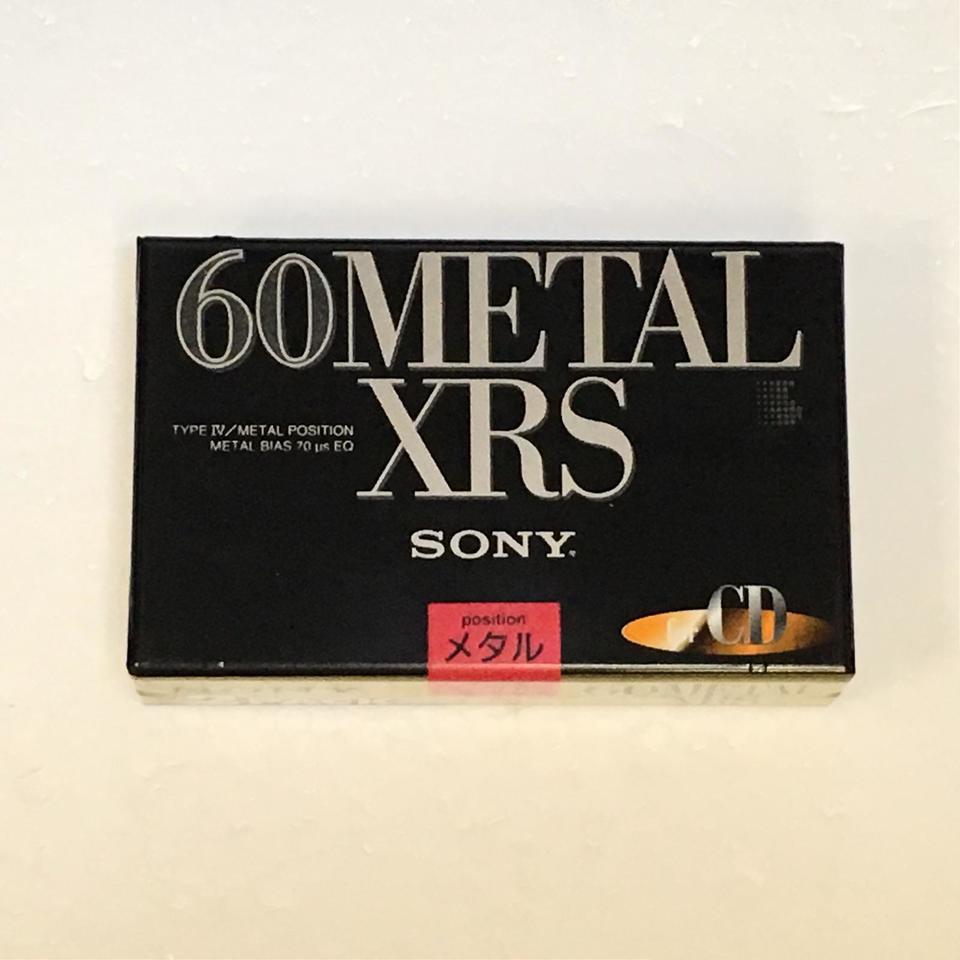 60METAL
XRS
TYPE IV/METAL POSITION
METAL BIAS 70 μs EQ
SONY
CD
position
メタル